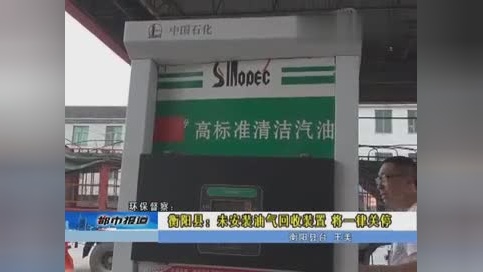 中国石化
SINOPEC
高标准清洁汽油
环保督察：
都市报道
衡阳县：未安装油气回收装置 将一律关停
衡阳县台